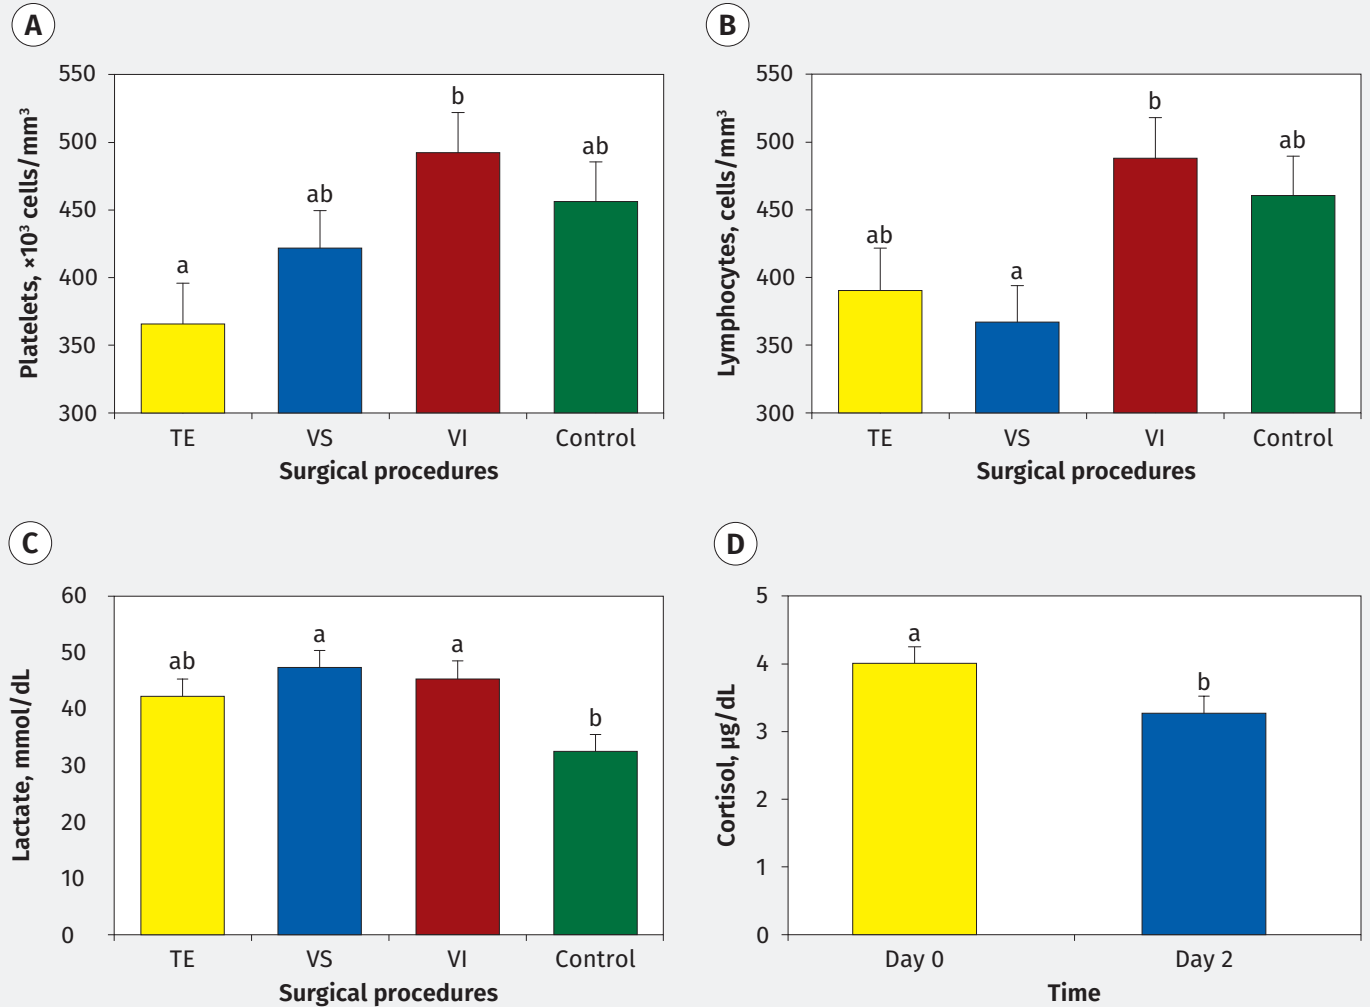 A
Platelets, ×10³ cells/mm³
550
500
450
400
350
300
a
ab
b
ab
TE VS VI Control
Surgical procedures
B
Lymphocytes, cells/mm³
550
500
450
400
350
300
ab
a
b
ab
TE VS VI Control
Surgical procedures
C
Lactate, mmol/dL
60
50
40
30
20
10
0
ab
a
a
b
TE VS VI Control
Surgical procedures
D
Cortisol, µg/dL
5
4
3
2
1
0
a
b
Day 0 Day 2
Time